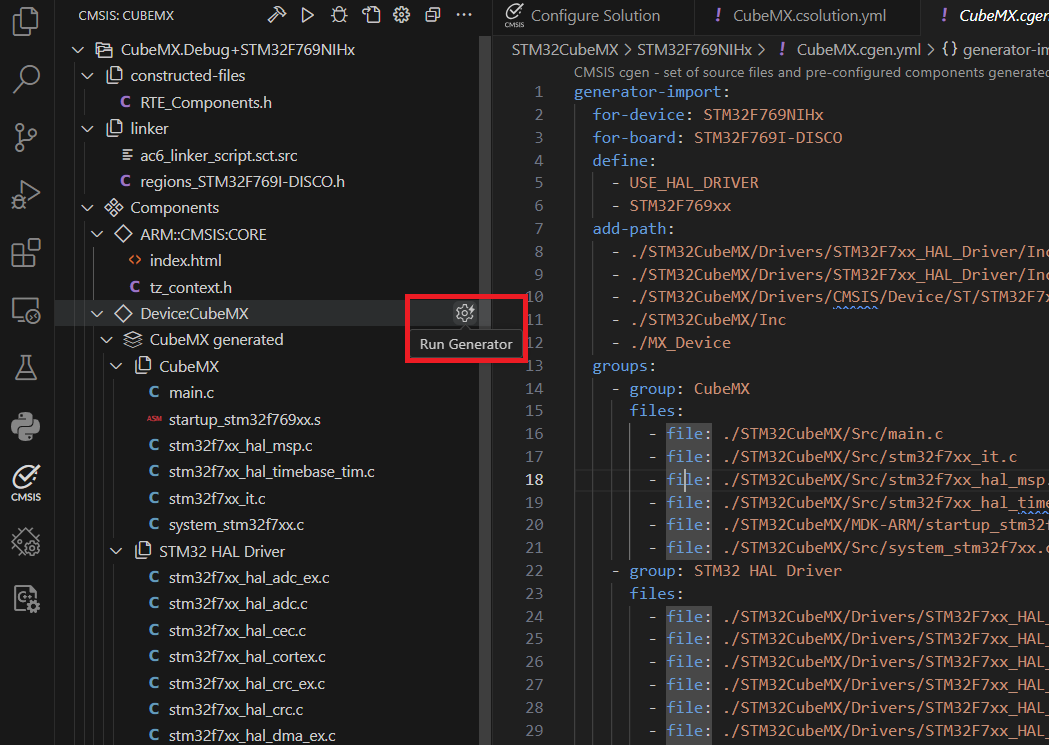 CMSIS: CUBEMX
CubeMX.Debug+STM32F769NIHx
constructed-files
C RTE_Components.h
linker
ac6_linker_script.sct.src
C regions_STM32F769I-DISCO.h
Components
ARM::CMSIS:CORE
<> index.html
C tz_context.h
Device:CubeMX
Run Generator
CubeMX generated
CubeMX
C main.c
ASM startup_stm32f769xx.s
C stm32f7xx_hal_msp.c
C stm32f7xx_hal_timebase_tim.c
C stm32f7xx_it.c
C system_stm32f7xx.c
STM32 HAL Driver
C stm32f7xx_hal_adc_ex.c
C stm32f7xx_hal_adc.c
C stm32f7xx_hal_cec.c
C stm32f7xx_hal_cortex.c
C stm32f7xx_hal_crc_ex.c
C stm32f7xx_hal_crc.c
C stm32f7xx_hal_dma_ex.c
CMSIS
CMSIS Configure Solution ! CubeMX.csolution.yml ! CubeMX.cgen
STM32CubeMX > STM32F769NIHx > ! CubeMX.cgen.yml > {} generator-im
CMSIS cgen - set of source files and pre-configured components generated
1 generator-import:
2 for-device: STM32F769NIHx
3 for-board: STM32F769I-DISCO
4 define:
5 - USE_HAL_DRIVER
6 - STM32F769xx
7 add-path:
8 - ./STM32CubeMX/Drivers/STM32F7xx_HAL_Driver/Inc
9 - ./STM32CubeMX/Drivers/STM32F7xx_HAL_Driver/Inc
10 - ./STM32CubeMX/Drivers/CMSIS/Device/ST/STM32F7x
11 - ./STM32CubeMX/Inc
12 - ./MX_Device
13 groups:
14 - group: CubeMX
15 files:
16 - file: ./STM32CubeMX/Src/main.c
17 - file: ./STM32CubeMX/Src/stm32f7xx_it.c
18 - file: ./STM32CubeMX/Src/stm32f7xx_hal_msp.
19 - file: ./STM32CubeMX/Src/stm32f7xx_hal_time
20 - file: ./STM32CubeMX/MDK-ARM/startup_stm32f
21 - file: ./STM32CubeMX/Src/system_stm32f7xx.c
22 - group: STM32 HAL Driver
23 files:
24 - file: ./STM32CubeMX/Drivers/STM32F7xx_HAL_
25 - file: ./STM32CubeMX/Drivers/STM32F7xx_HAL_
26 - file: ./STM32CubeMX/Drivers/STM32F7xx_HAL_
27 - file: ./STM32CubeMX/Drivers/STM32F7xx_HAL_
28 - file: ./STM32CubeMX/Drivers/STM32F7xx_HAL_
29 - file: ./STM32CubeMX/Drivers/STM32F7xx_HAL_